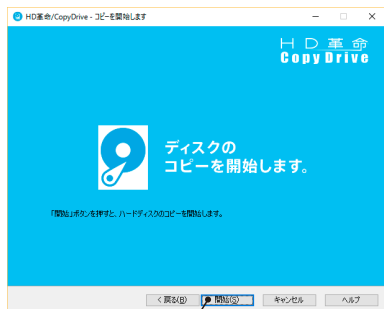 HD革命/CopyDrive - コピーを開始します
HD革命
CopyDrive
ディスクの
コピーを開始します。
「開始」ボタンを押すと、ハードディスクのコピーを開始します。
< 戻る(B) 開始(S) キャンセル ヘルプ